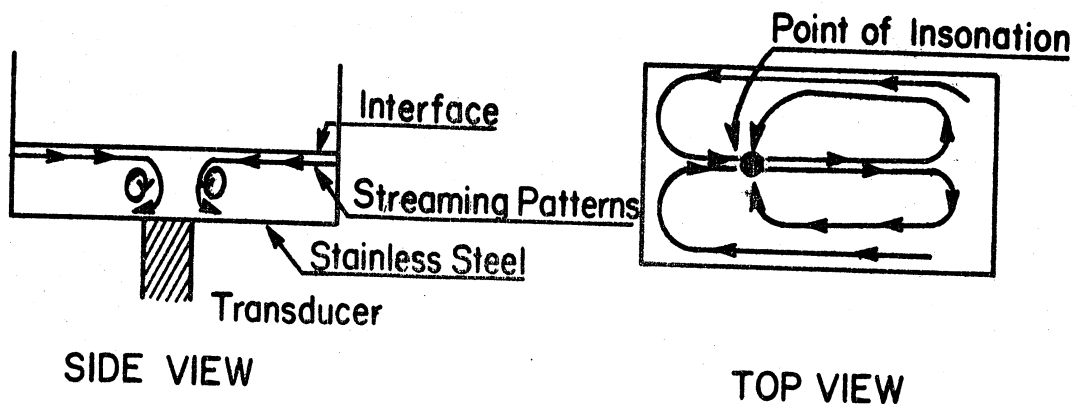 Point of Insonation
Interface
Streaming Patterns
Stainless Steel
Transducer
SIDE VIEW
TOP VIEW